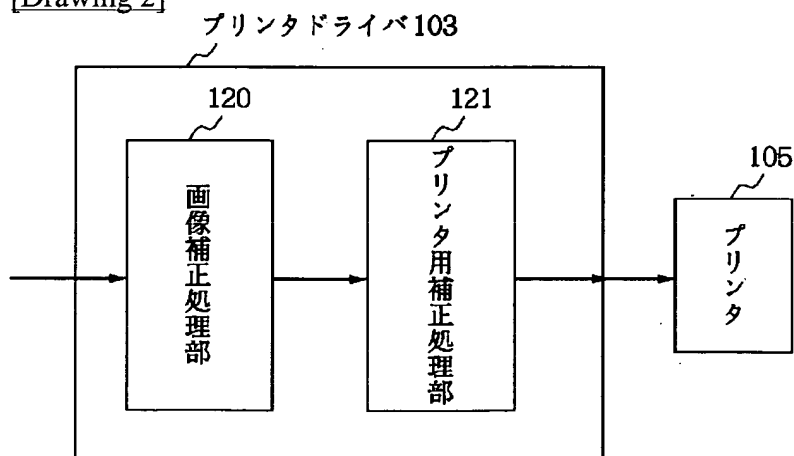 [Drawing 2]
プリンタドライバ103
120
121
105
画像補正処理部
プリンタ用補正処理部
プリンタ